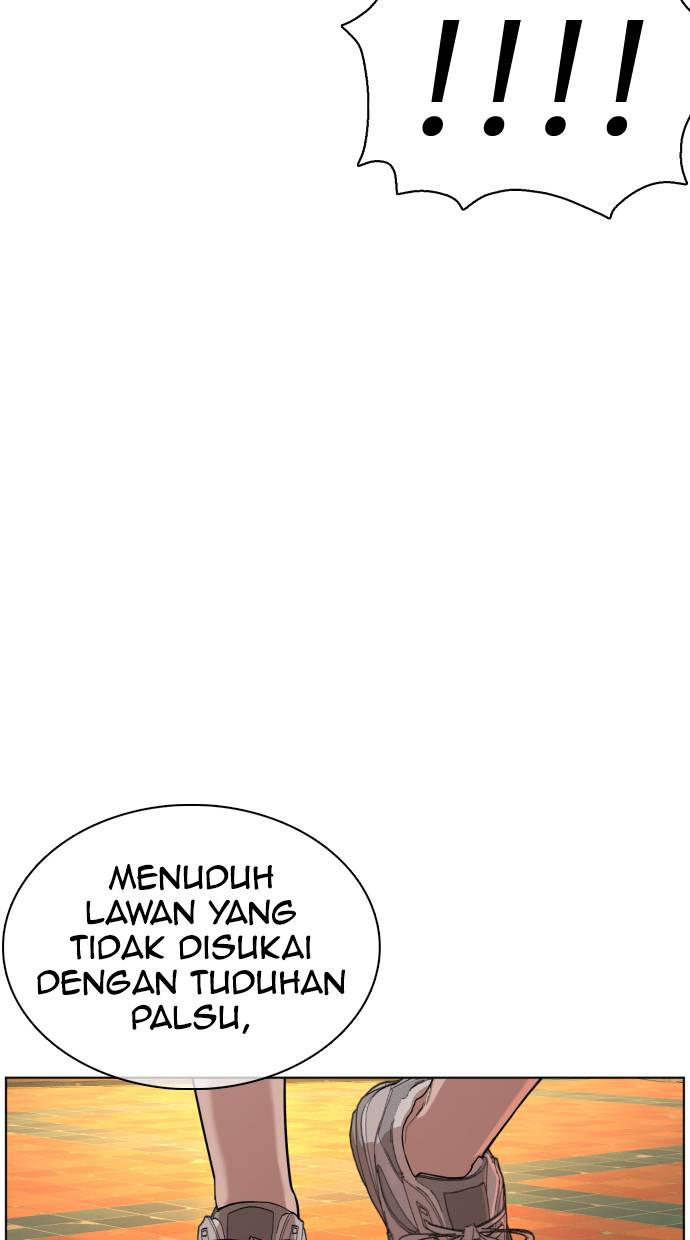 !!!!
MENUDUH
LAWAN YANG
TIDAK DISUKAI
DENGAN TUDUHAN
PALSU,